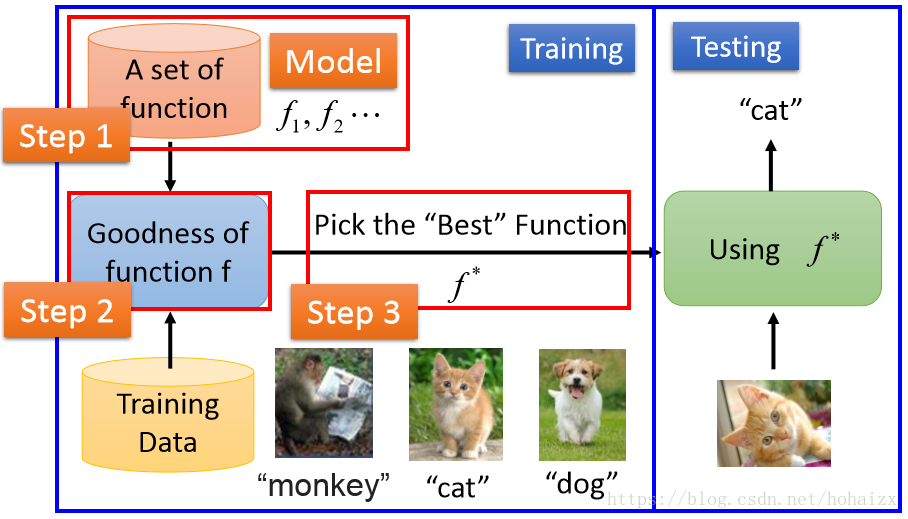 A set of
function
Model
f₁, f₂ ⋯
Training
Testing
Step 1
"cat"
Goodness of
function f
Pick the "Best" Function
f*
Using f*
Step 2
Step 3
Training
Data
"monkey"
"cat"
"dog"
https://blog.csdn.net/hohaizx